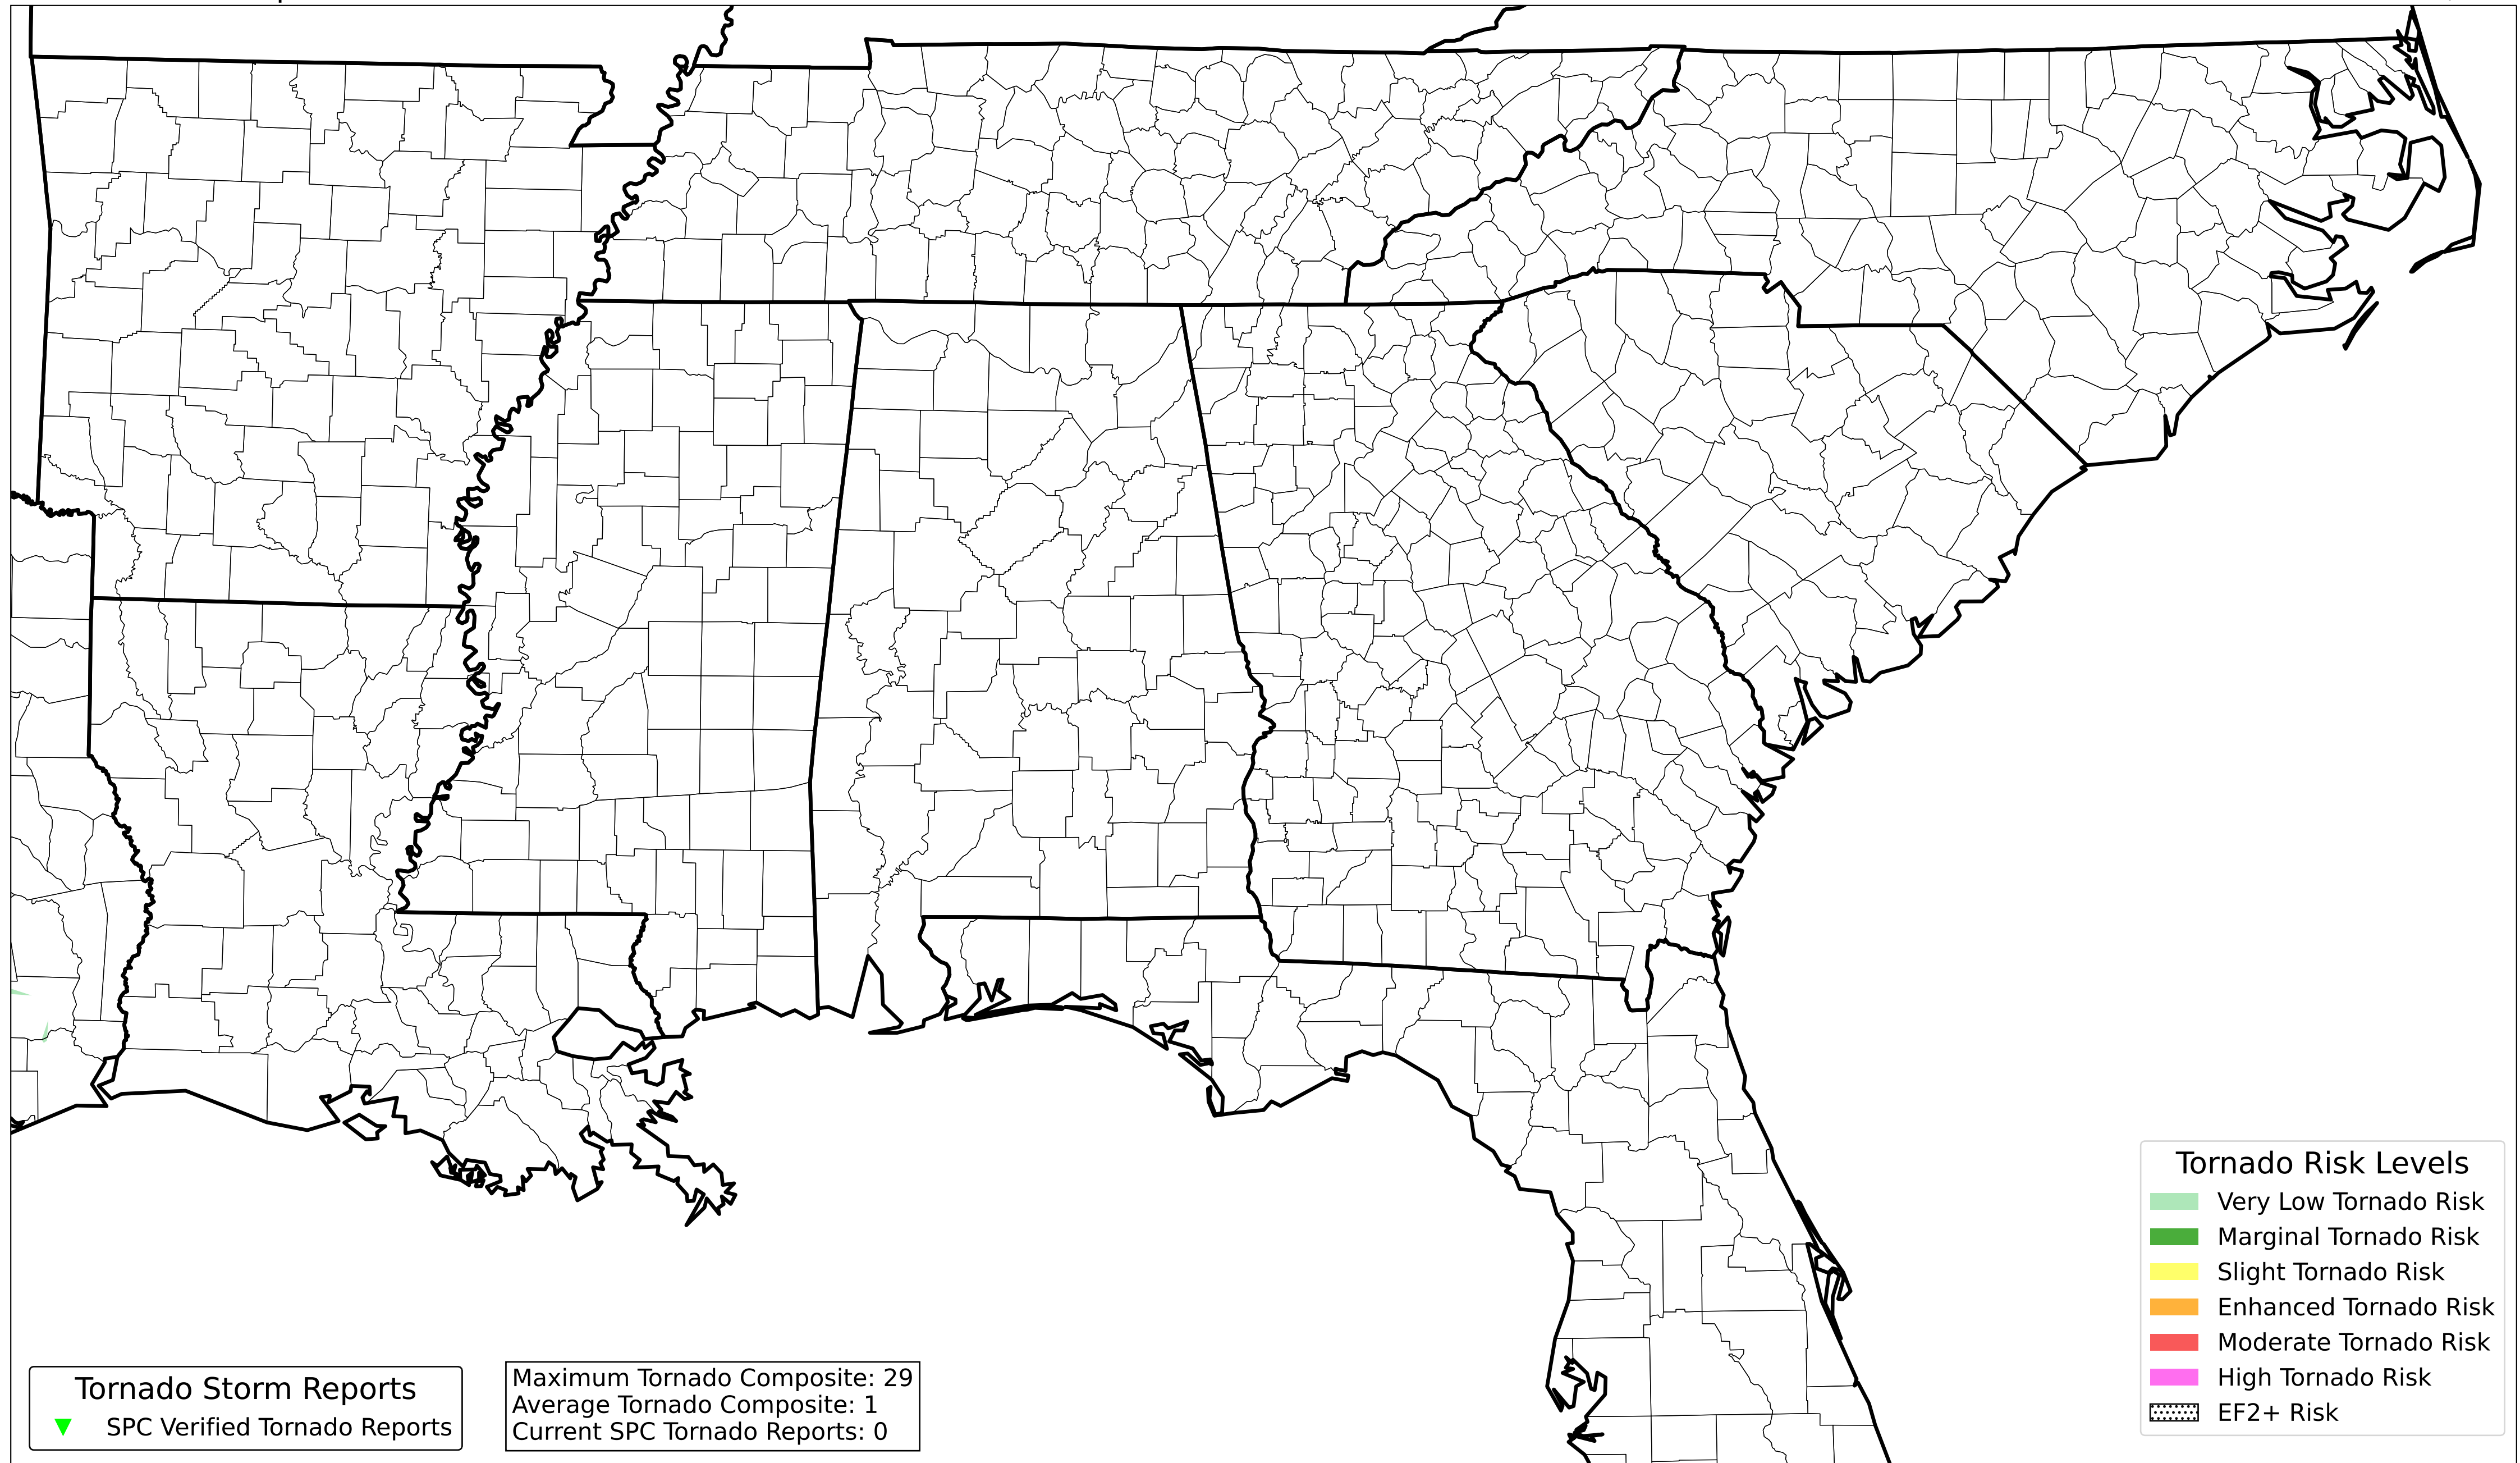 Tornado Risk Levels
Very Low Tornado Risk
Marginal Tornado Risk
Slight Tornado Risk
Enhanced Tornado Risk
Moderate Tornado Risk
High Tornado Risk
EF2+ Risk
Tornado Storm Reports
SPC Verified Tornado Reports
Maximum Tornado Composite: 29
Average Tornado Composite: 1
Current SPC Tornado Reports: 0